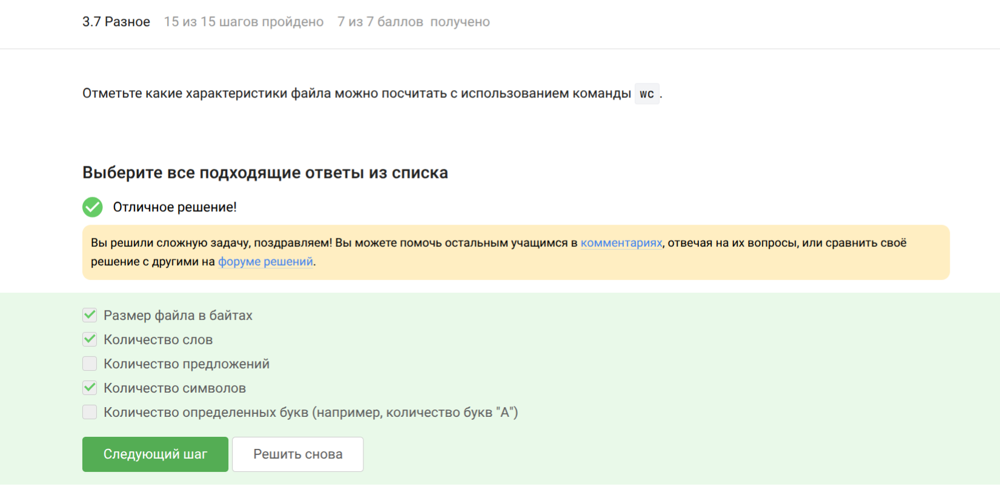 3.7 Разное 15 из 15 шагов пройдено 7 из 7 баллов получено
Отметьте какие характеристики файла можно посчитать с использованием команды wc.
Выберите все подходящие ответы из списка
Отличное решение!
Вы решили сложную задачу, поздравляем! Вы можете помочь остальным учащимся в комментариях, отвечая на их вопросы, или сравнить своё
решение с другими на форуме решений.
Размер файла в байтах
Количество слов
Количество предложений
Количество символов
Количество определенных букв (например, количество букв "А")
Следующий шаг Решить снова